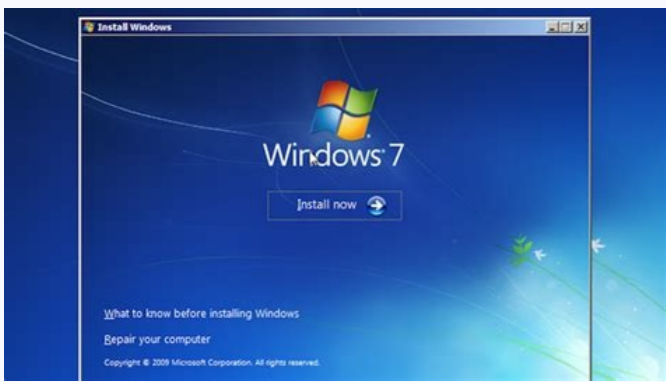 Install Windows
Windows 7
Install now
What to know before installing Windows
Repair your computer
Copyright © 2009 Microsoft Corporation. All rights reserved.